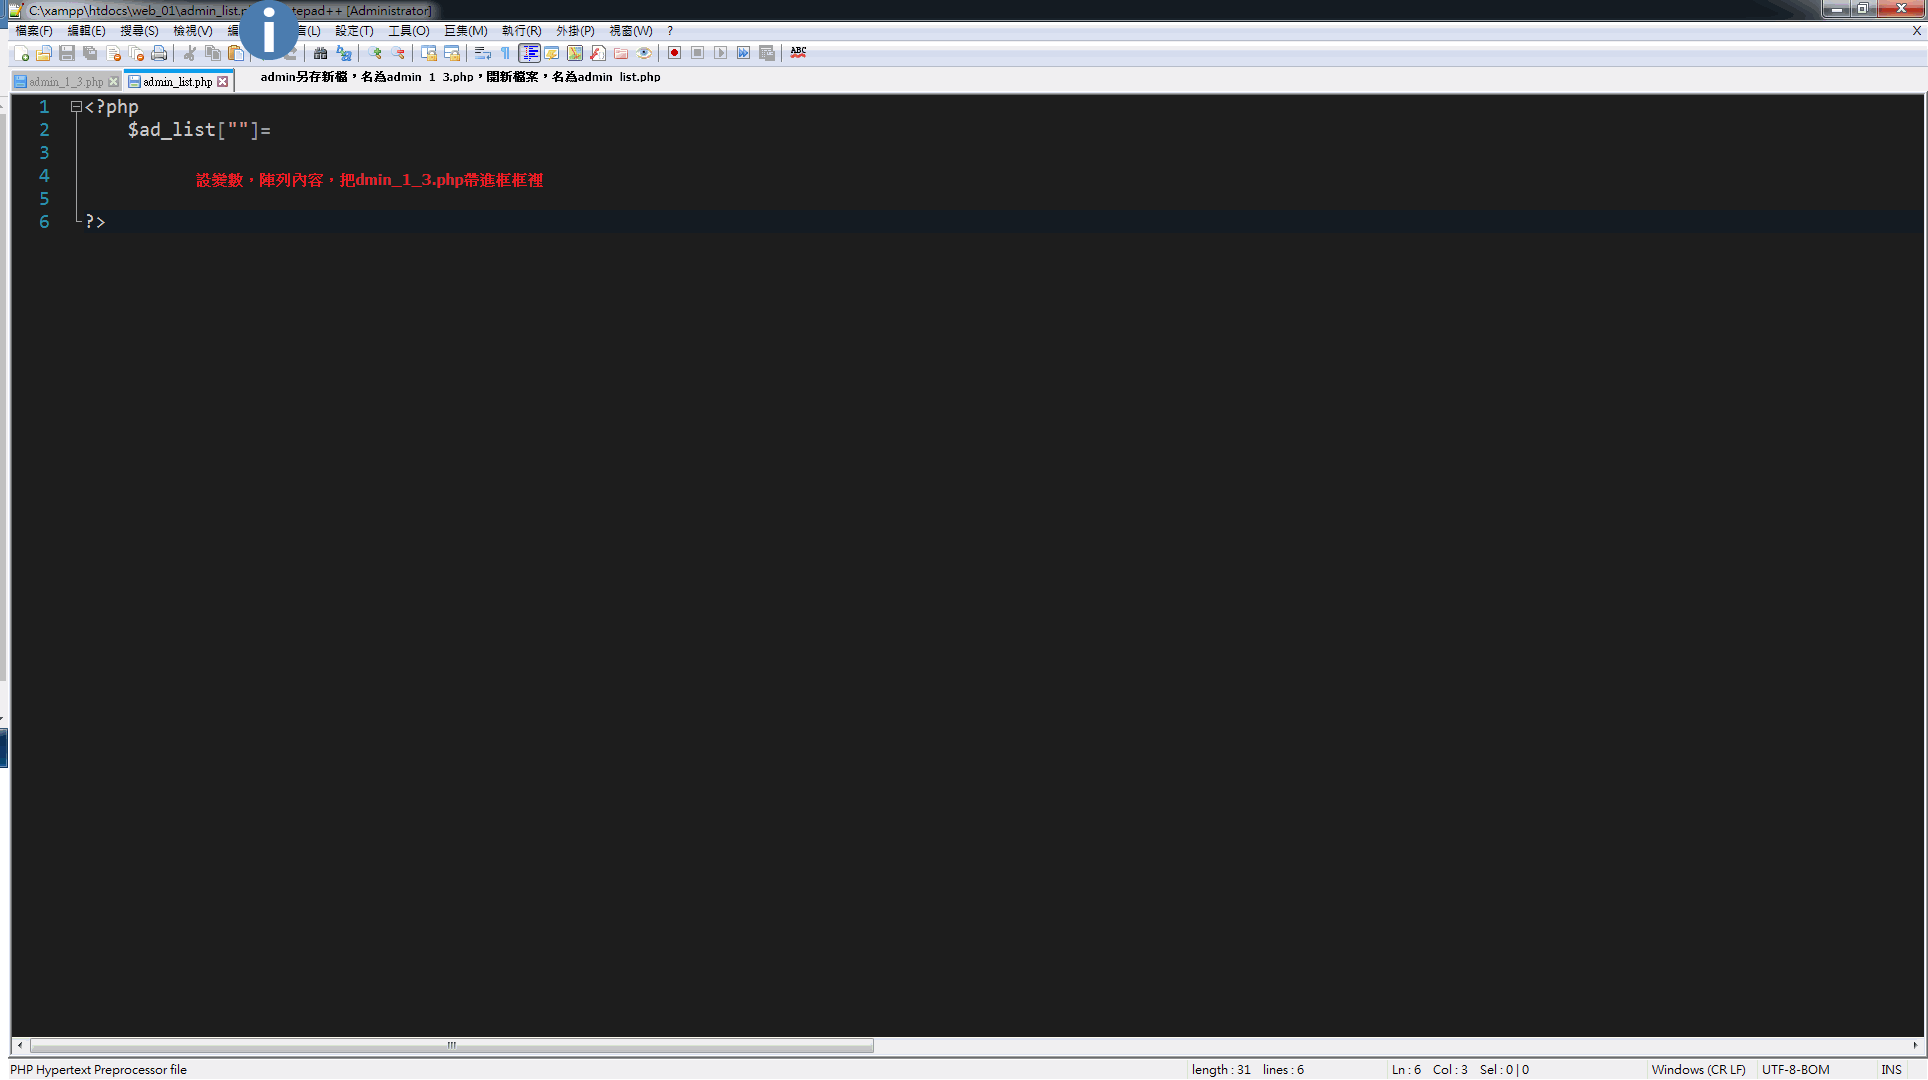 C:\xampp\htdocs\web_01\admin_list.p tepad++ [Administrator]
檔案(F) 編輯(E) 搜尋(S) 檢視(V) 編 (L) 設定(T) 工具(O) 巨集(M) 執行(R) 外掛(P) 視窗(W) ? X
ABC
admin_1_3.php admin_list.php admin另存新檔，名為admin 1 3.php，開新檔案，名為admin list.php
1 <?php
2 $ad_list[""]=
3
4 設變數，陣列內容，把dmin_1_3.php帶進框框裡
5
6 ?>
PHP Hypertext Preprocessor file length : 31 lines : 6 Ln : 6 Col : 3 Sel : 0 | 0 Windows (CR LF) UTF-8-BOM INS